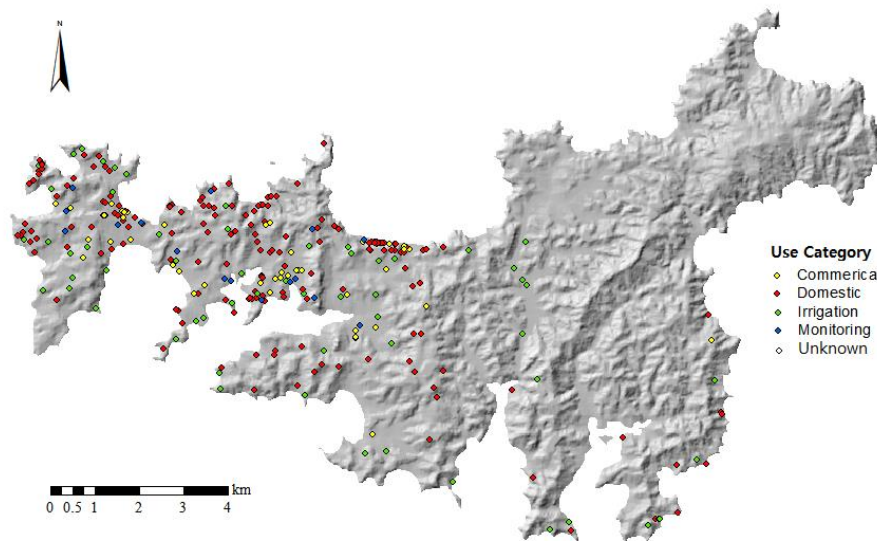 N
Use Category
Commerica
Domestic
Irrigation
Monitoring
Unknown
km
0 0.5 1 2 3 4